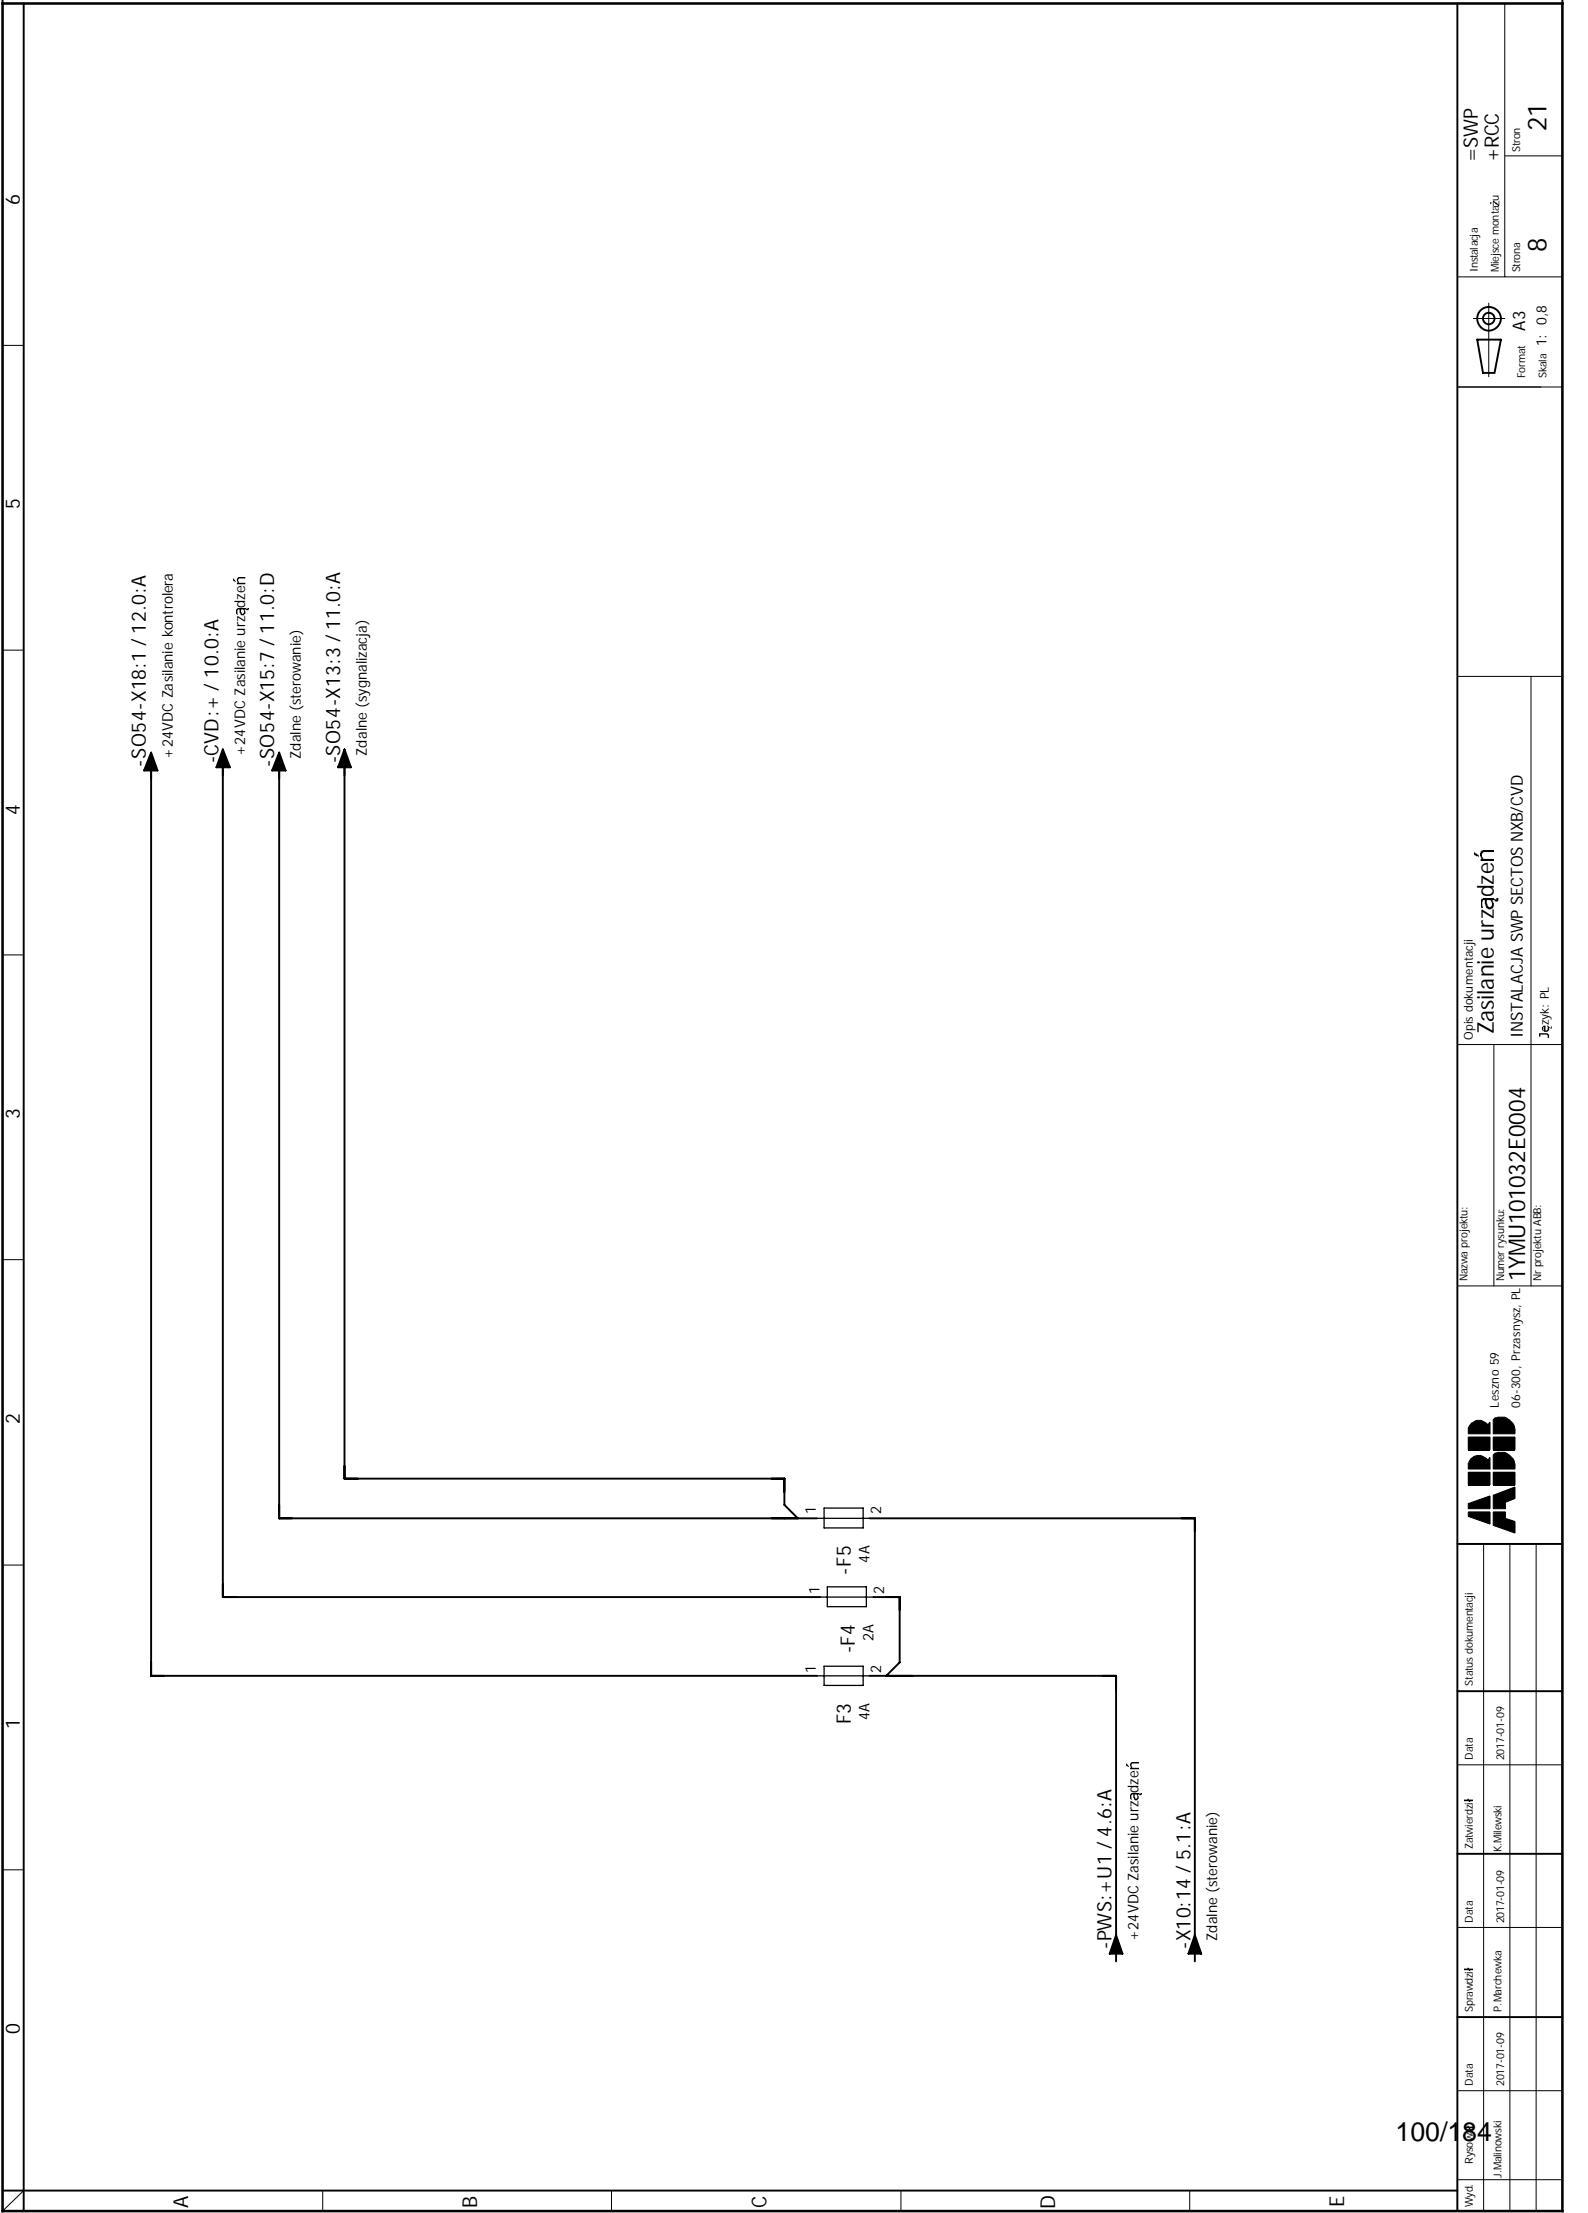 0
1
2
3
4
5
6
A
B
C
D
E
-SO54-X18:1 / 12.0:A
+24VDC Zasilanie kontrolera
-CVD:+ / 10.0:A
+24VDC Zasilanie urządzeń
-SO54-X15:7 / 11.0:D
Zdalne (sterowanie)
-SO54-X13:3 / 11.0:A
Zdalne (sygnalizacja)
F3
4A
1
2
-F4
2A
1
2
-F5
4A
1
2
-PWS:+U1 / 4.6:A
+24VDC Zasilanie urządzeń
-X10:14 / 5.1:A
Zdalne (sterowanie)
Wyd.
Data
Sprawdził
Data
Zatwierdził
Data
Status dokumentacji
J.Malinowski
2017-01-09
P.Marchewka
2017-01-09
K.Milewski
2017-01-09
ABB
Leszno 59
06-300, Przasnysz, PL
Nazwa projektu:
Numer rysunku:
1YMU101032E0004
Nr projektu ABB:
Opis dokumentacji
Zasilanie urządzeń
INSTALACJA SWP SECTOS NXB/CVD
Język: PL
Format A3
Skala 1: 0,8
Instalacja =SWP
Miejsce montażu +RCC
Strona 8
Stron 21
100/184